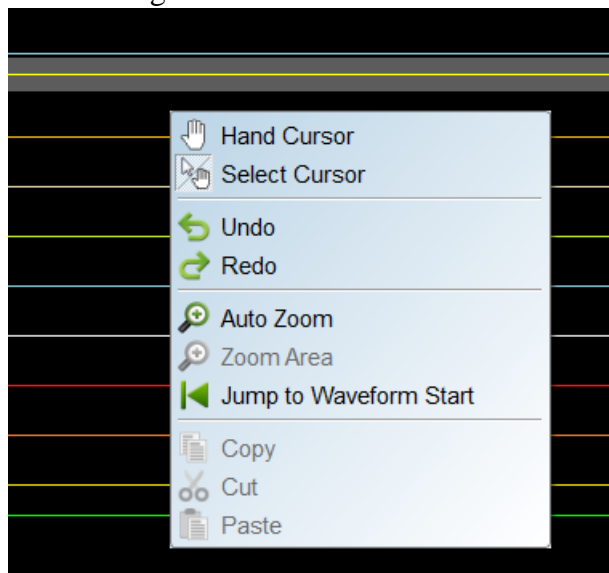 Hand Cursor
Select Cursor
Undo
Redo
Auto Zoom
Zoom Area
Jump to Waveform Start
Copy
Cut
Paste